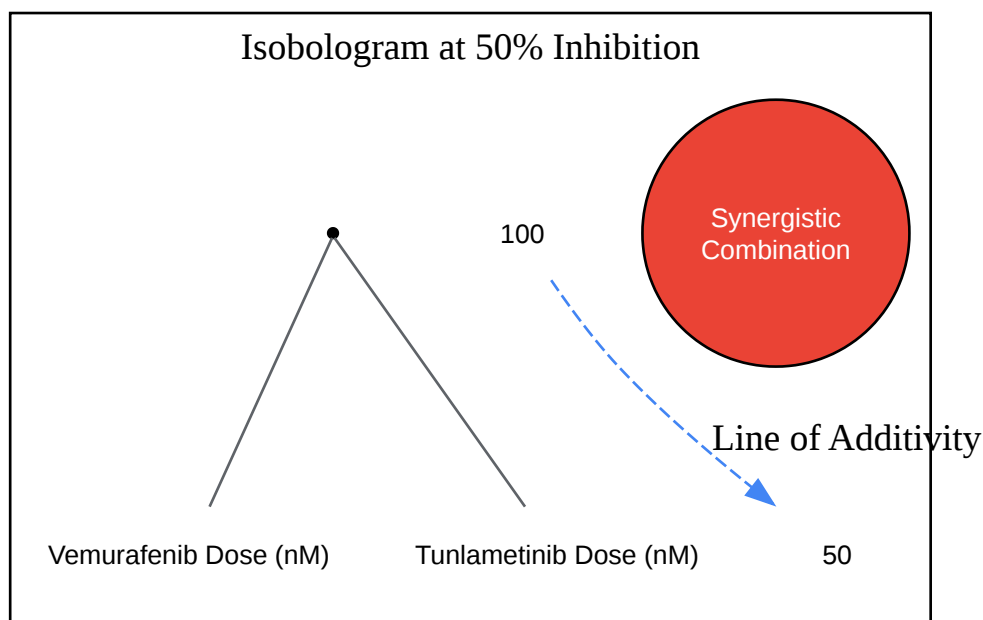 Isobologram at 50% Inhibition
100
Synergistic
Combination
Line of Additivity
Vemurafenib Dose (nM)
Tunlametinib Dose (nM)
50